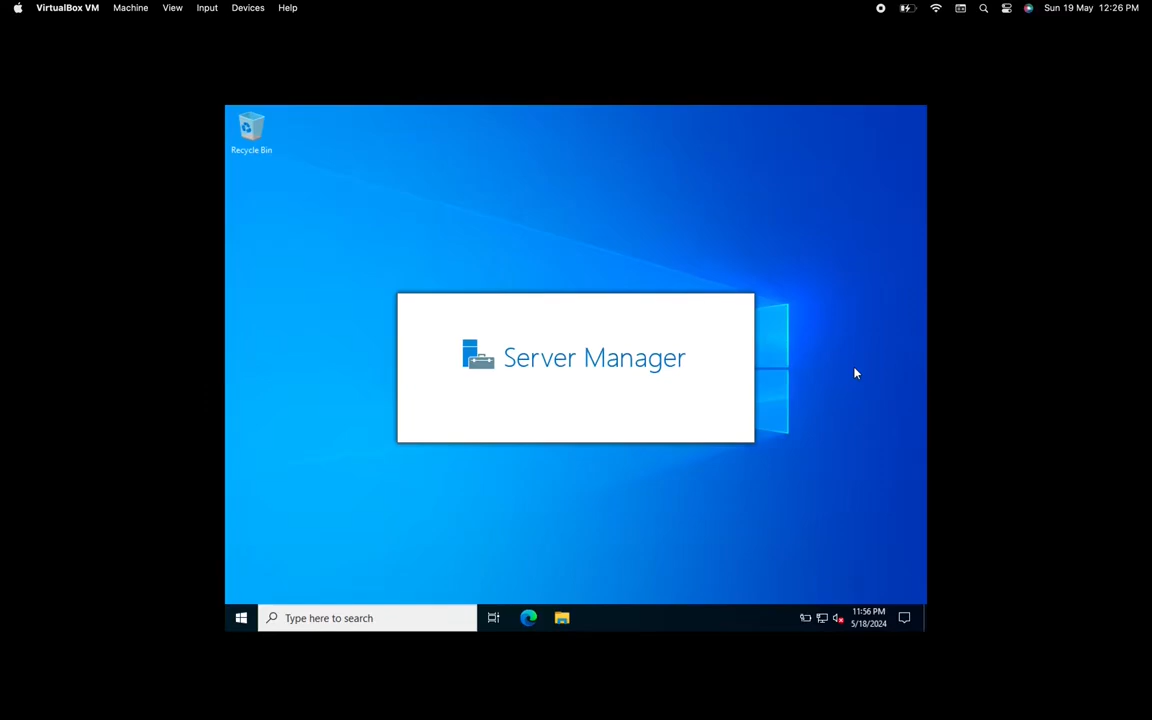 VirtualBox VM Machine View Input Devices Help Sun 19 May 12:26 PM
Recycle Bin
Server Manager
Type here to search
11:56 PM
5/18/2024